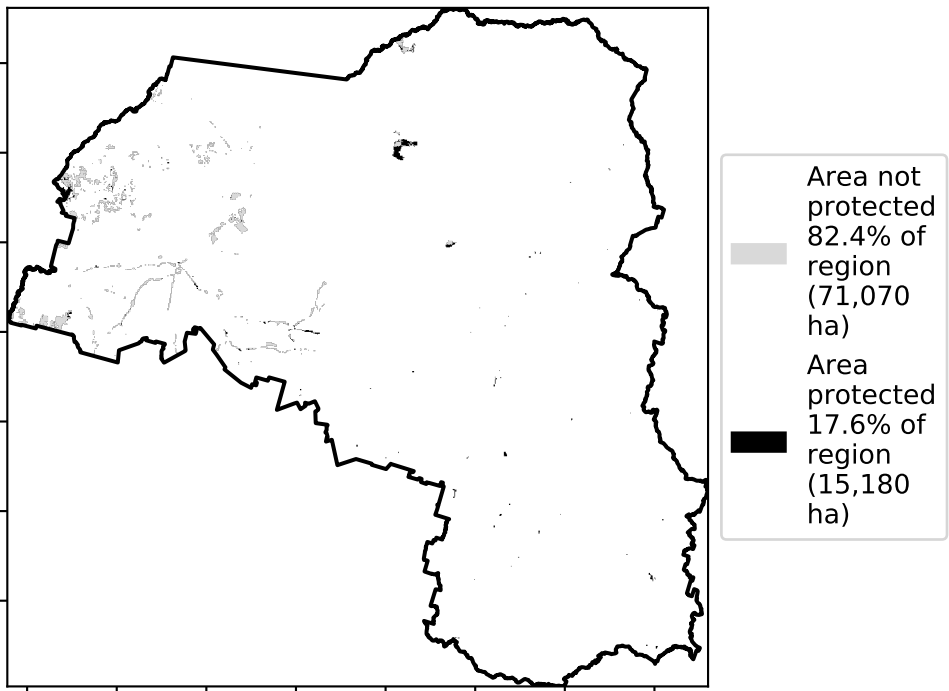 Area not
protected
82.4% of
region
(71,070
ha)
Area
protected
17.6% of
region
(15,180
ha)